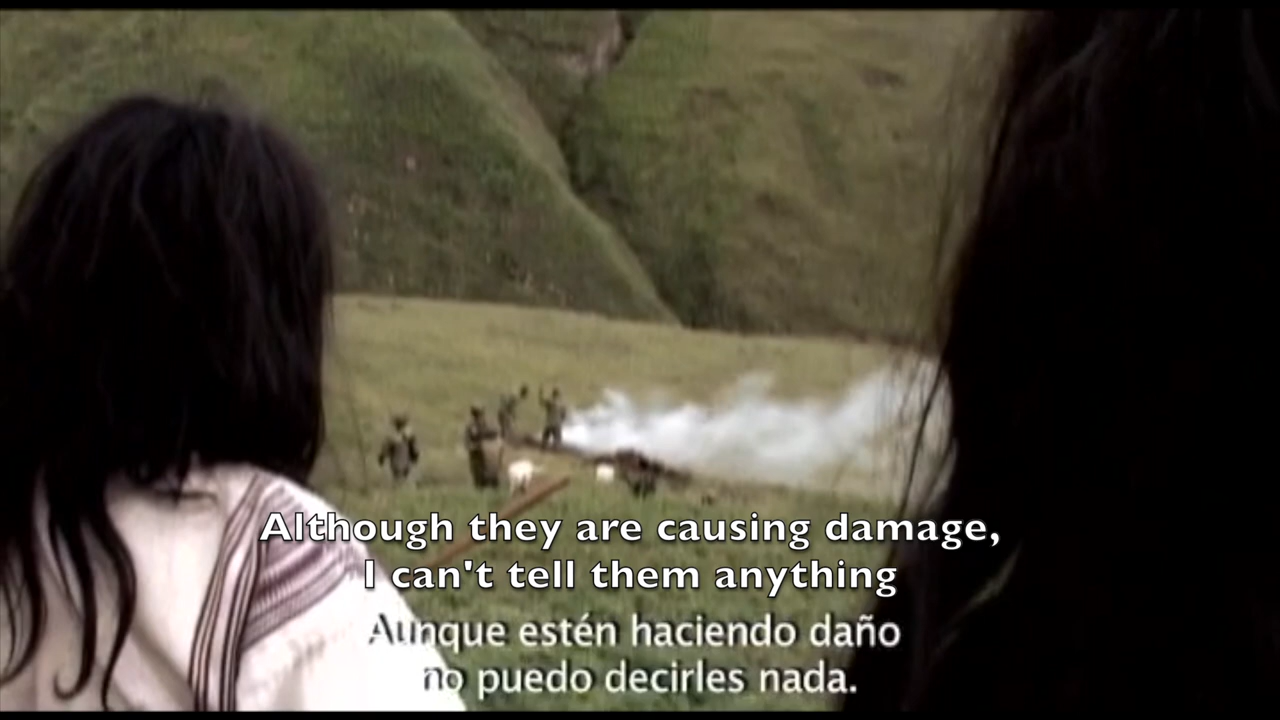 Although they are causing damage,
I can't tell them anything
Aunque estén haciendo daño
no puedo decirles nada.